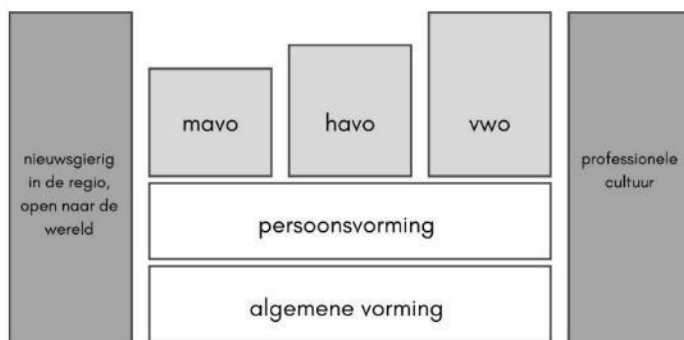 nieuwsgierig
in de regio,
open naar de
wereld
mavo
havo
vwo
persoonsvorming
algemene vorming
professionele
cultuur